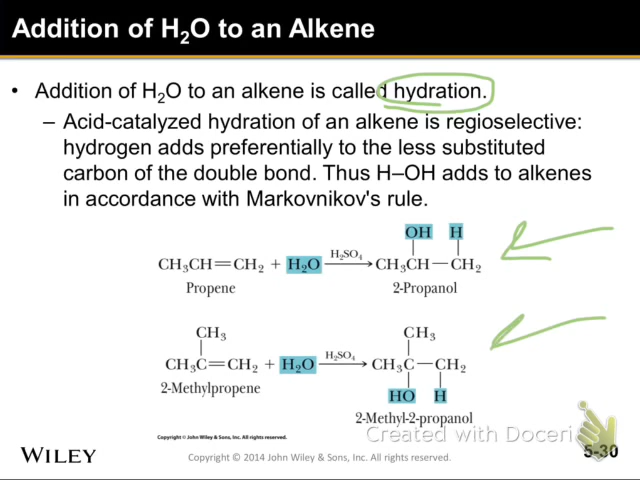 Addition of H₂O to an Alkene
• Addition of H₂O to an alkene is called hydration.
– Acid-catalyzed hydration of an alkene is regioselective:
hydrogen adds preferentially to the less substituted
carbon of the double bond. Thus H–OH adds to alkenes
in accordance with Markovnikov's rule.
OH H
CH₃CH=CH₂ + H₂O H₂SO₄ → CH₃CH—CH₂
Propene 2-Propanol
CH₃ CH₃
CH₃C=CH₂ + H₂O H₂SO₄ → CH₃C—CH₂
HO H
2-Methylpropene 2-Methyl-2-propanol
Copyright © John Wiley & Sons, Inc. All rights reserved.
Created with Doceri
WILEY Copyright © 2014 John Wiley & Sons, Inc. All rights reserved. 5-30